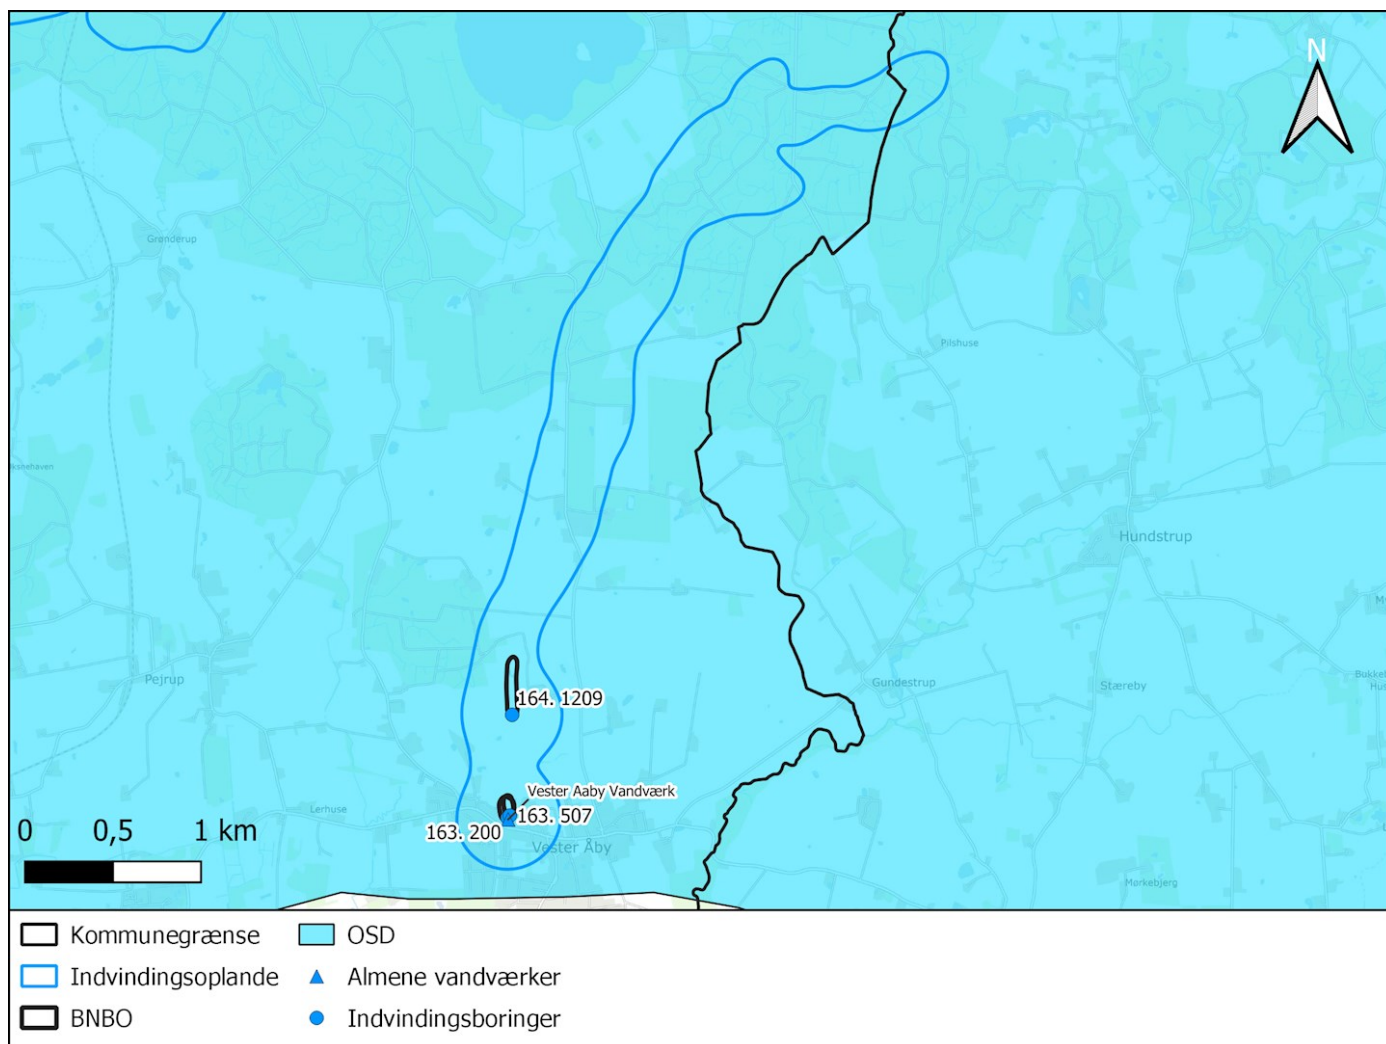 N
Grønderup
Pilshuse
Hundstrup
Pejrup
Gundestrup
Stæreby
164. 1209
Vester Aaby Vandværk
Lerhuse
163. 507
163. 200
0 0,5 1 km
Vester Åby
Mørkebjerg
Kommunegrænse
OSD
Indvindingsoplande
Almene vandværker
BNBO
Indvindingsboringer